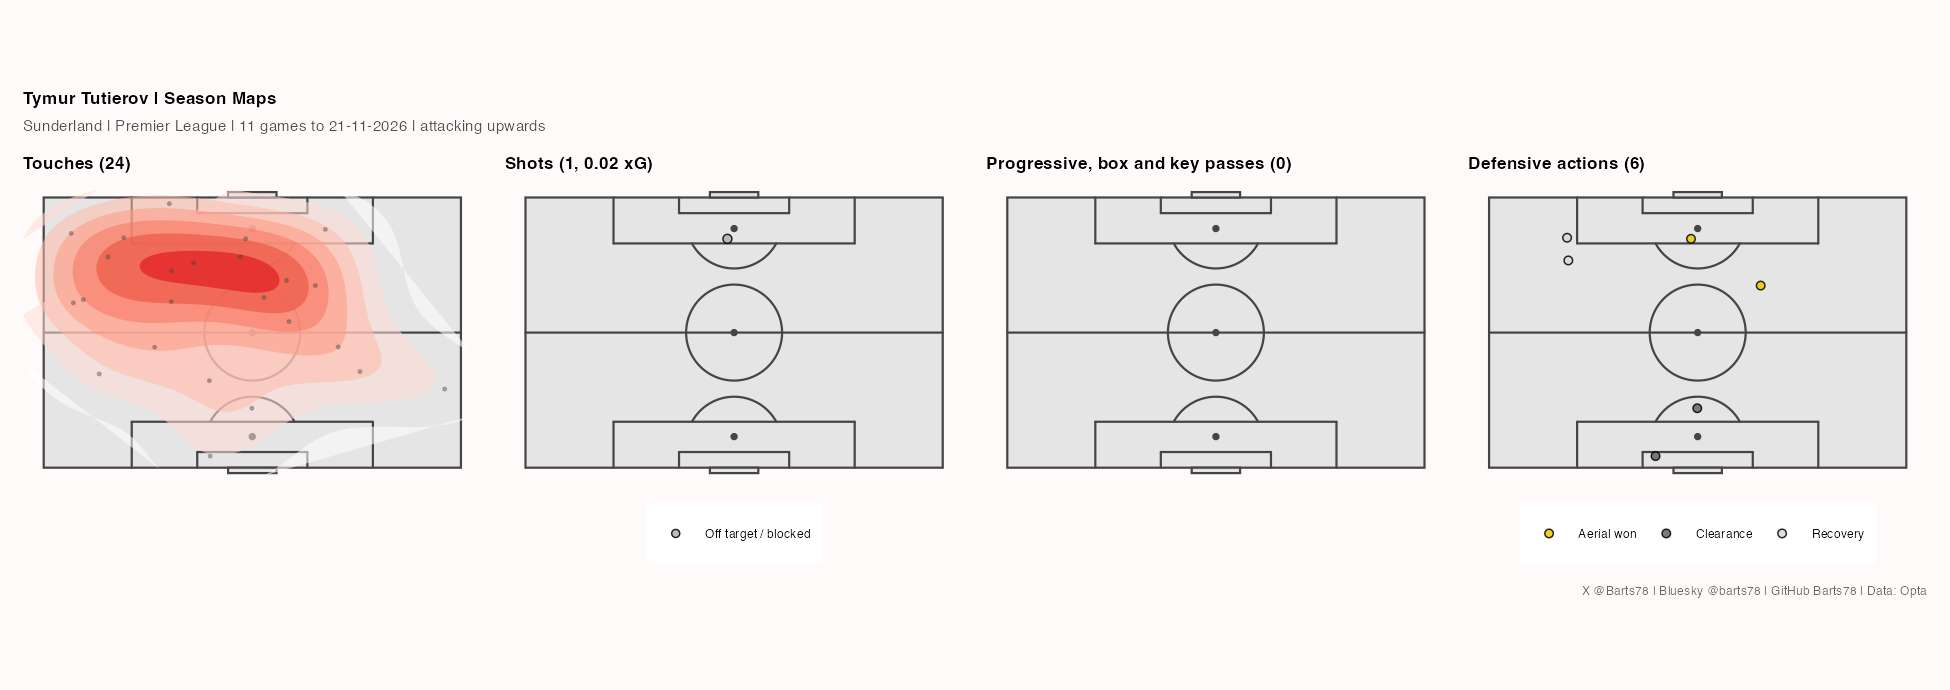 Tymur Tutierov | Season Maps
Sunderland | Premier League | 11 games to 21-11-2026 | attacking upwards
Touches (24)
Shots (1, 0.02 xG)
Progressive, box and key passes (0)
Defensive actions (6)
Off target / blocked
Aerial won
Clearance
Recovery
X @Barts78 | Bluesky @barts78 | GitHub Barts78 | Data: Opta